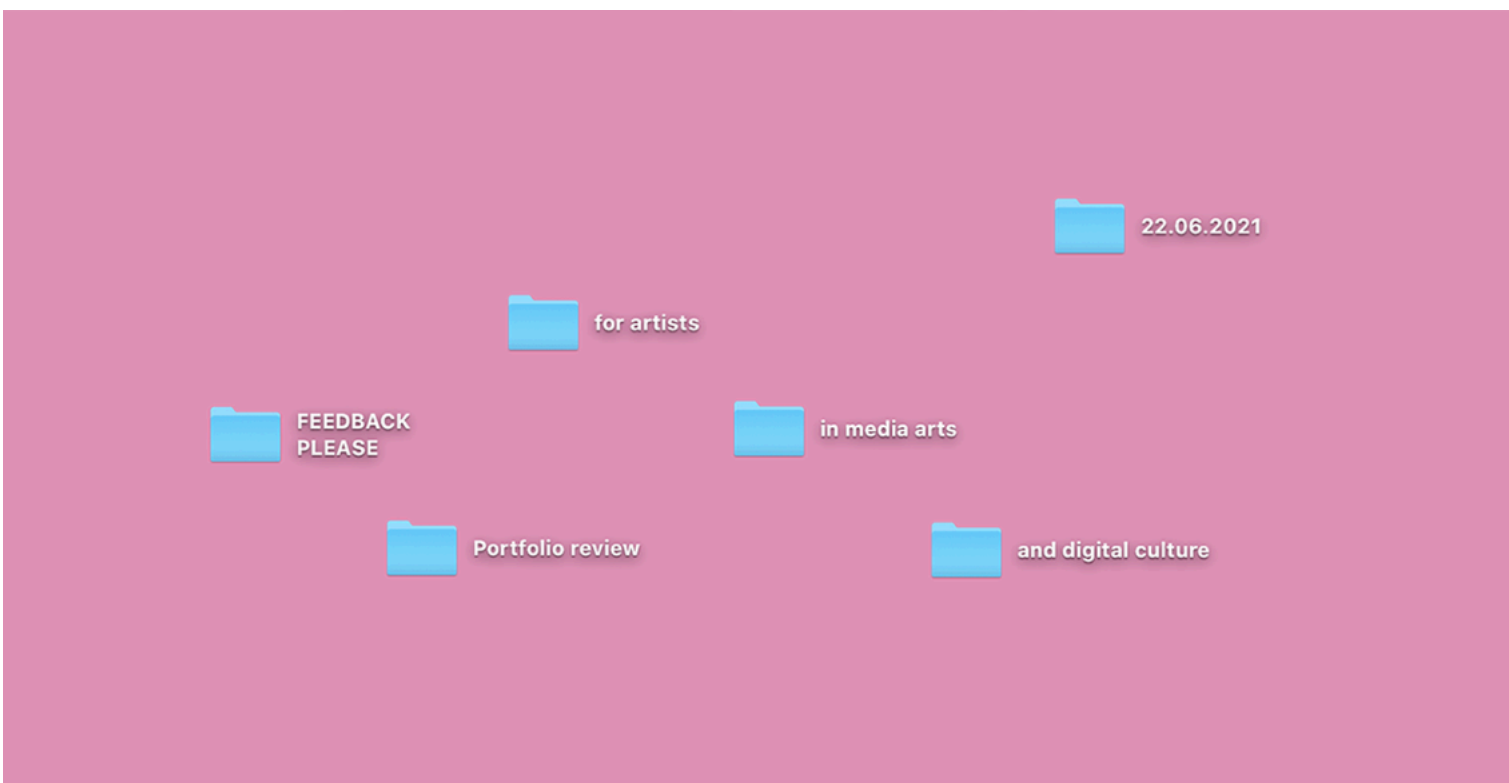 FEEDBACK
PLEASE
Portfolio review
for artists
in media arts
and digital culture
22.06.2021